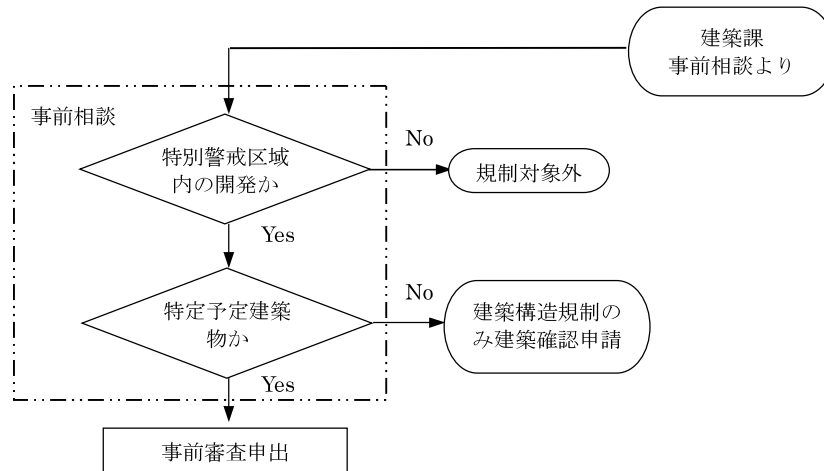 建築課
事前相談より
事前相談
特別警戒区域
内の開発か
No
規制対象外
Yes
特定予定建築
物か
No
建築構造規制の
み建築確認申請
Yes
事前審査申出